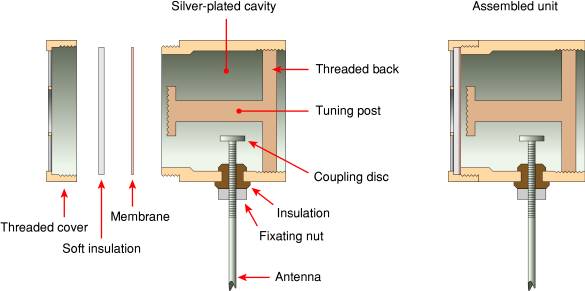 Silver-plated cavity
Assembled unit
Threaded back
Tuning post
Coupling disc
Membrane
Insulation
Threaded cover
Soft insulation
Fixating nut
Antenna